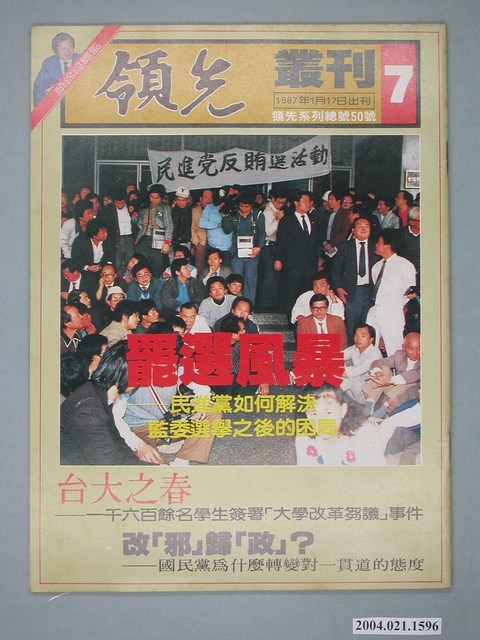 領先
叢刊
7
1987年1月17日出刊
領先系列總號50號
民進党反賄選活動
罷選風暴
民進黨如何解決
監委選舉之後的困局
台大之春
——一千六百餘名學生簽署「大學改革芻議」事件
改「邪」歸「政」?
——國民黨爲什麼轉變對一貫道的態度
2004.021.1596